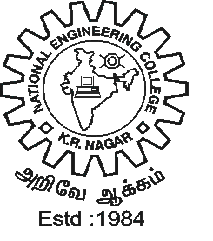 NATIONAL ENGINEERING COLLEGE
K.R. NAGAR
அறிவே ஆக்கம்
Estd :1984